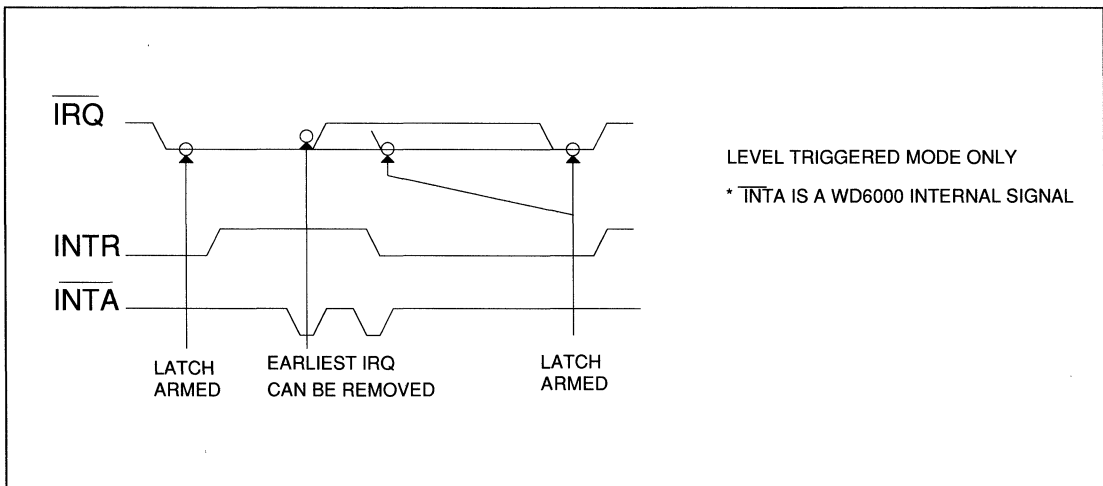 IRQ
LEVEL TRIGGERED MODE ONLY
* INTA IS A WD6000 INTERNAL SIGNAL
INTR
INTA
LATCH
ARMED
EARLIEST IRQ
CAN BE REMOVED
LATCH
ARMED